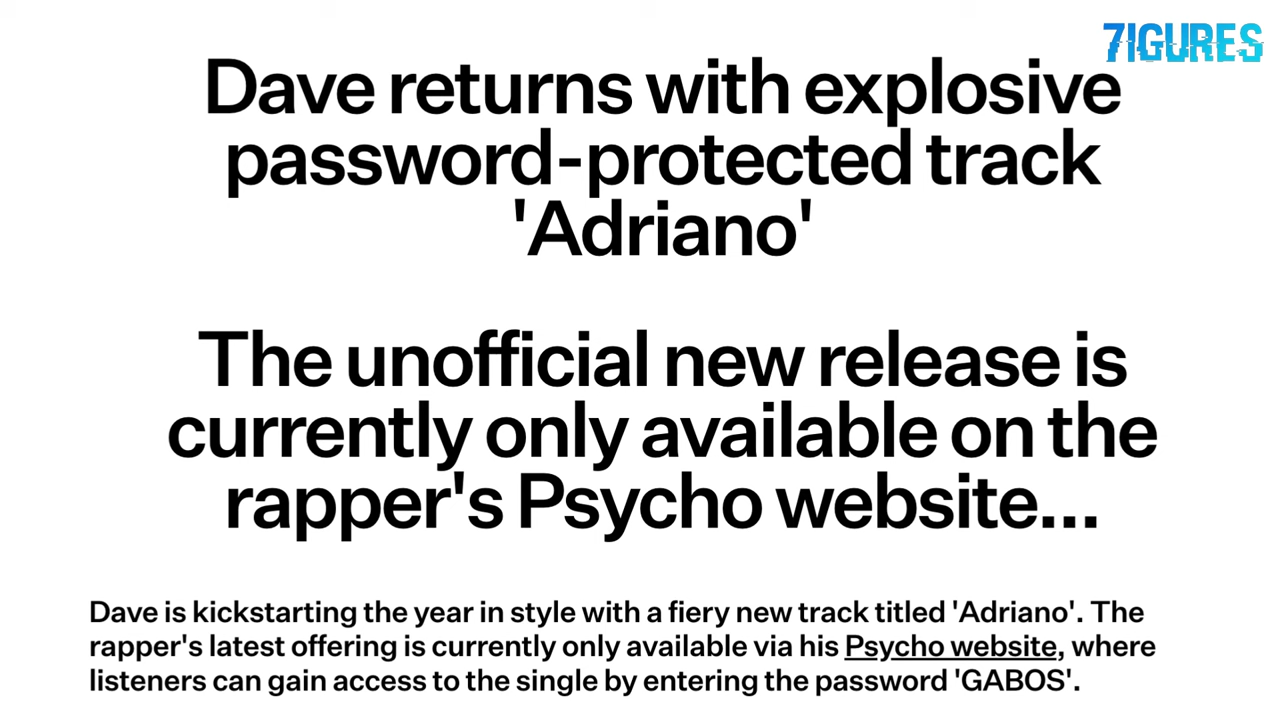 7IGURES
Dave returns with explosive
password-protected track
'Adriano'
The unofficial new release is
currently only available on the
rapper's Psycho website...
Dave is kickstarting the year in style with a fiery new track titled 'Adriano'. The
rapper's latest offering is currently only available via his Psycho website, where
listeners can gain access to the single by entering the password 'GABOS'.